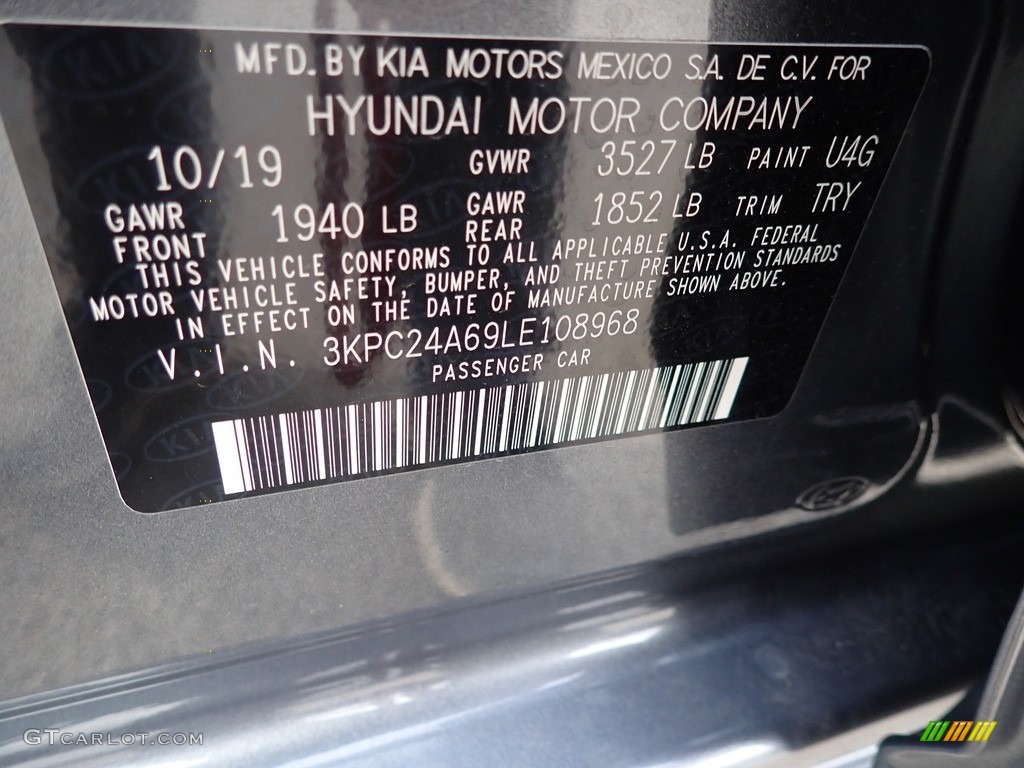 MFD. BY KIA MOTORS MEXICO S.A. DE C.V. FOR
HYUNDAI MOTOR COMPANY
10/19 GVWR 3527 LB PAINT U4G
GAWR FRONT 1940 LB GAWR REAR 1852 LB TRIM TRY
THIS VEHICLE CONFORMS TO ALL APPLICABLE U.S.A. FEDERAL
MOTOR VEHICLE SAFETY, BUMPER, AND THEFT PREVENTION STANDARDS
IN EFFECT ON THE DATE OF MANUFACTURE SHOWN ABOVE.
V.I.N. 3KPC24A69LE108968
PASSENGER CAR
GTCARLOT.COM